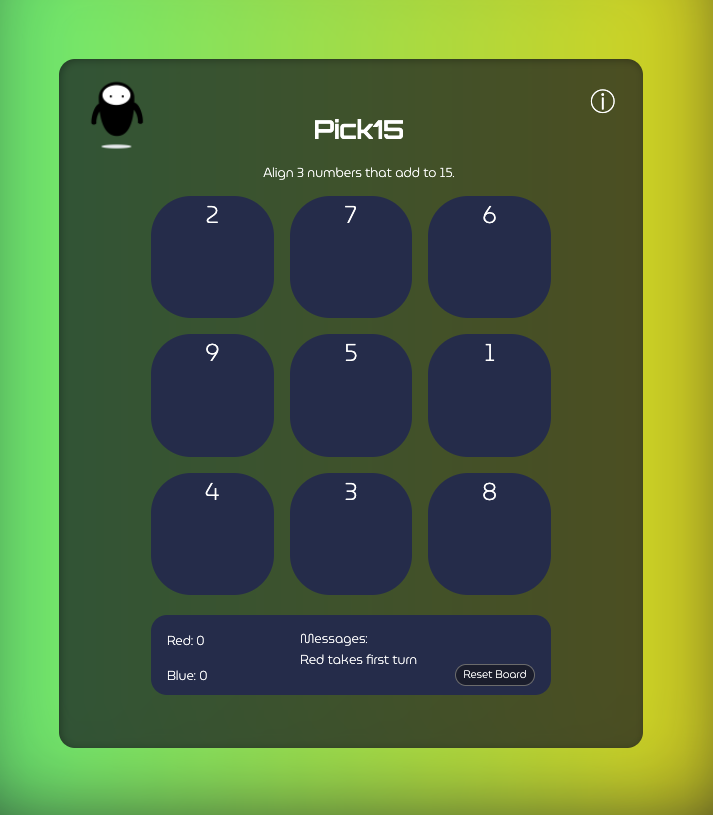 ⓘ
Pick15
Align 3 numbers that add to 15.
2 7 6
9 5 1
4 3 8
Red: 0
Blue: 0
Messages:
Red takes first turn
Reset Board